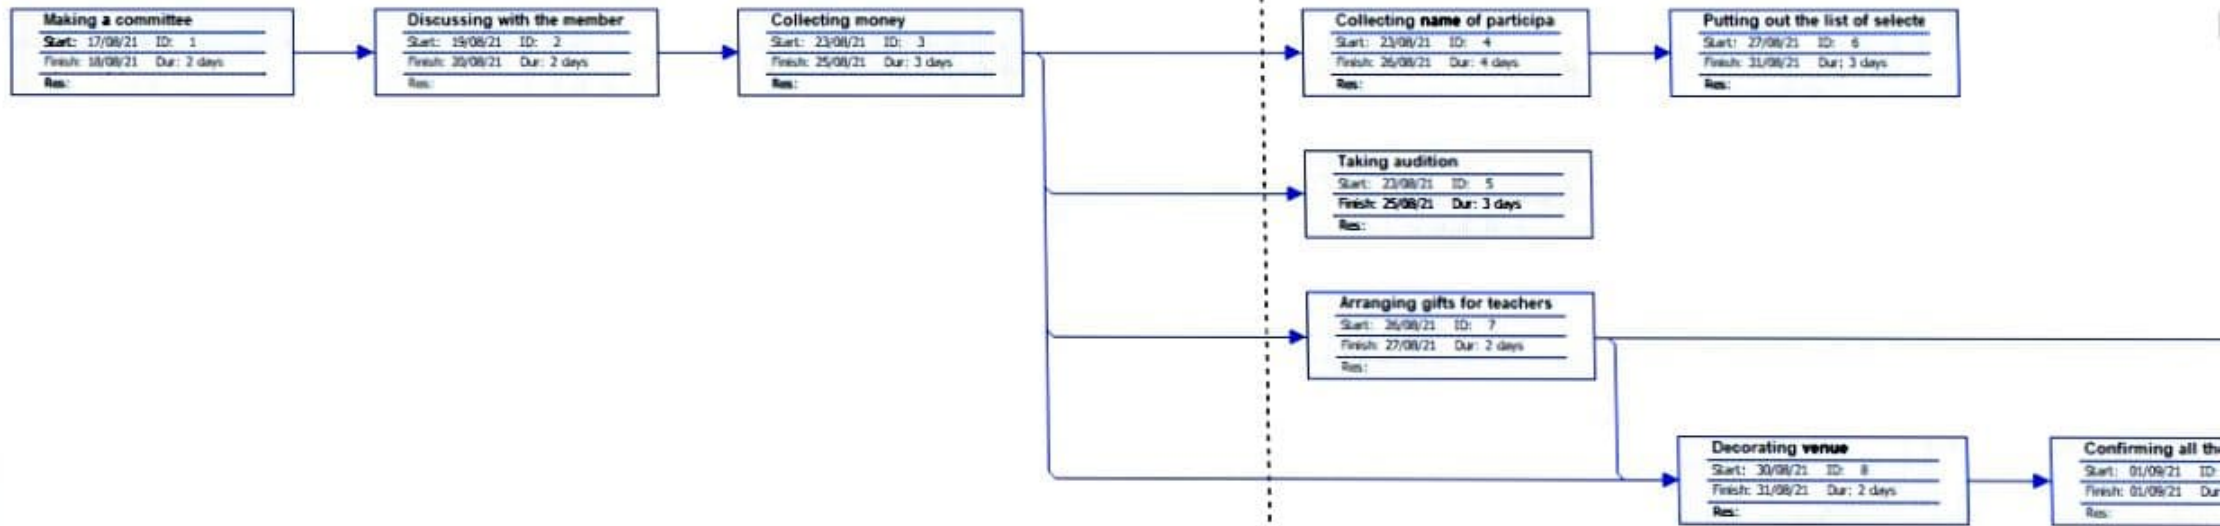 Making a committee
Start: 17/08/21 ID: 1
Finish: 18/08/21 Dur: 2 days
Res:
Discussing with the member
Start: 19/08/21 ID: 2
Finish: 20/08/21 Dur: 2 days
Res:
Collecting money
Start: 23/08/21 ID: 3
Finish: 25/08/21 Dur: 3 days
Res:
Collecting name of participa
Start: 23/08/21 ID: 4
Finish: 26/08/21 Dur: 4 days
Res:
Putting out the list of selecte
Start: 27/08/21 ID: 6
Finish: 31/08/21 Dur: 3 days
Res:
Taking audition
Start: 23/08/21 ID: 5
Finish: 25/08/21 Dur: 3 days
Res:
Arranging gifts for teachers
Start: 26/08/21 ID: 7
Finish: 27/08/21 Dur: 2 days
Res:
Decorating venue
Start: 30/08/21 ID: 8
Finish: 31/08/21 Dur: 2 days
Res:
Confirming all the
Start: 01/09/21 ID:
Finish: 01/09/21 Dur
Res: